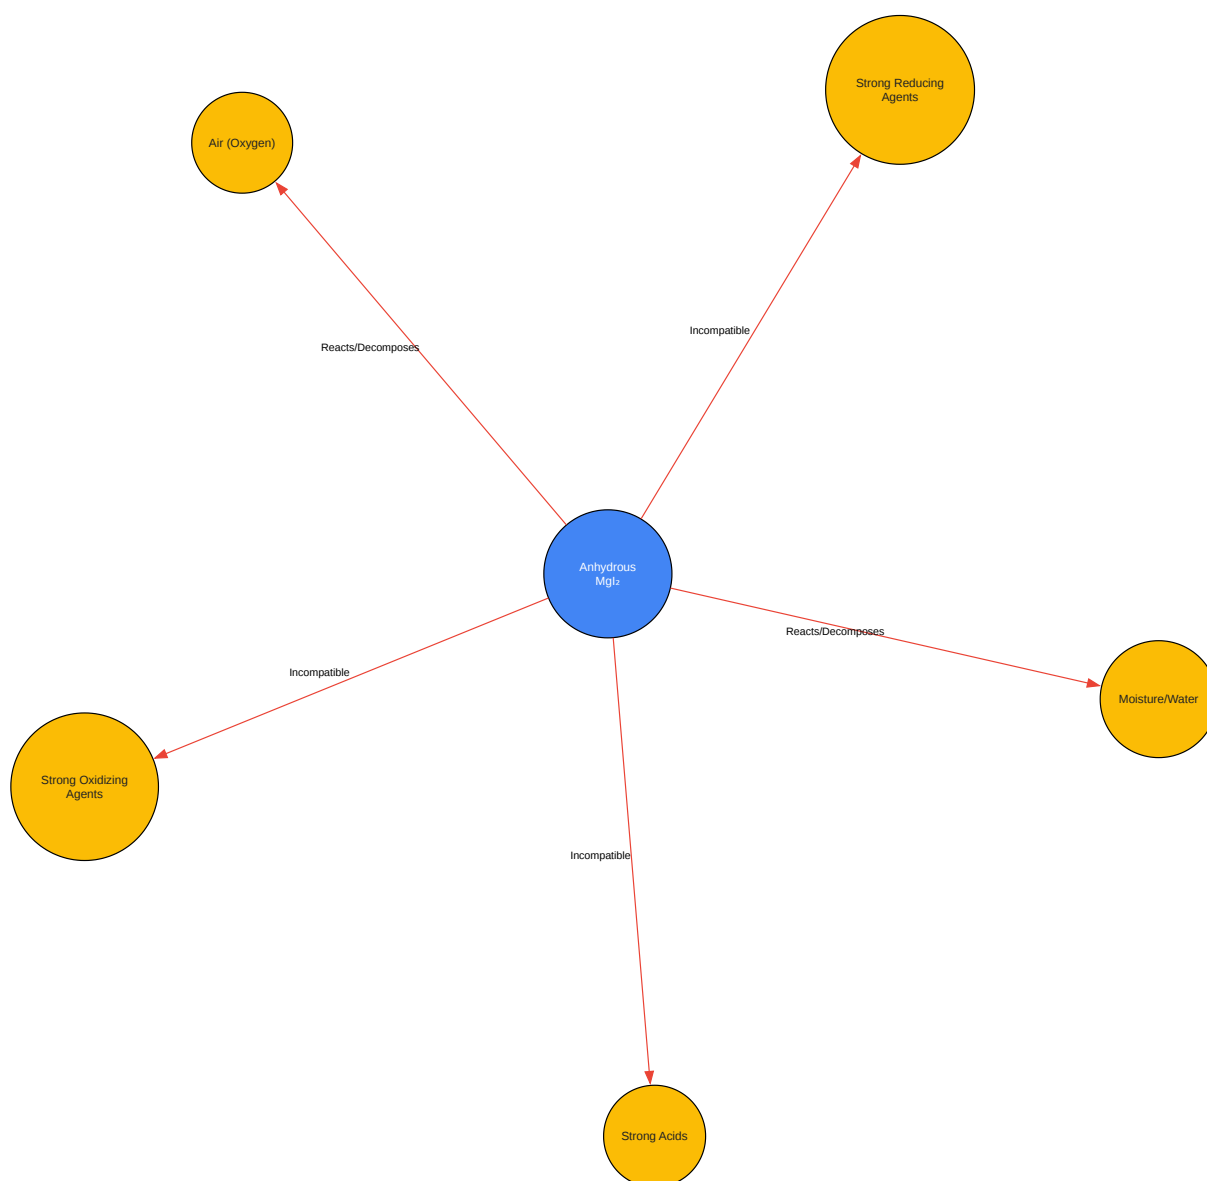 Strong Reducing
Agents
Air (Oxygen)
Incompatible
Reacts/Decomposes
Anhydrous
MgI₂
Reacts/Decomposes
Incompatible
Moisture/Water
Strong Oxidizing
Agents
Incompatible
Strong Acids